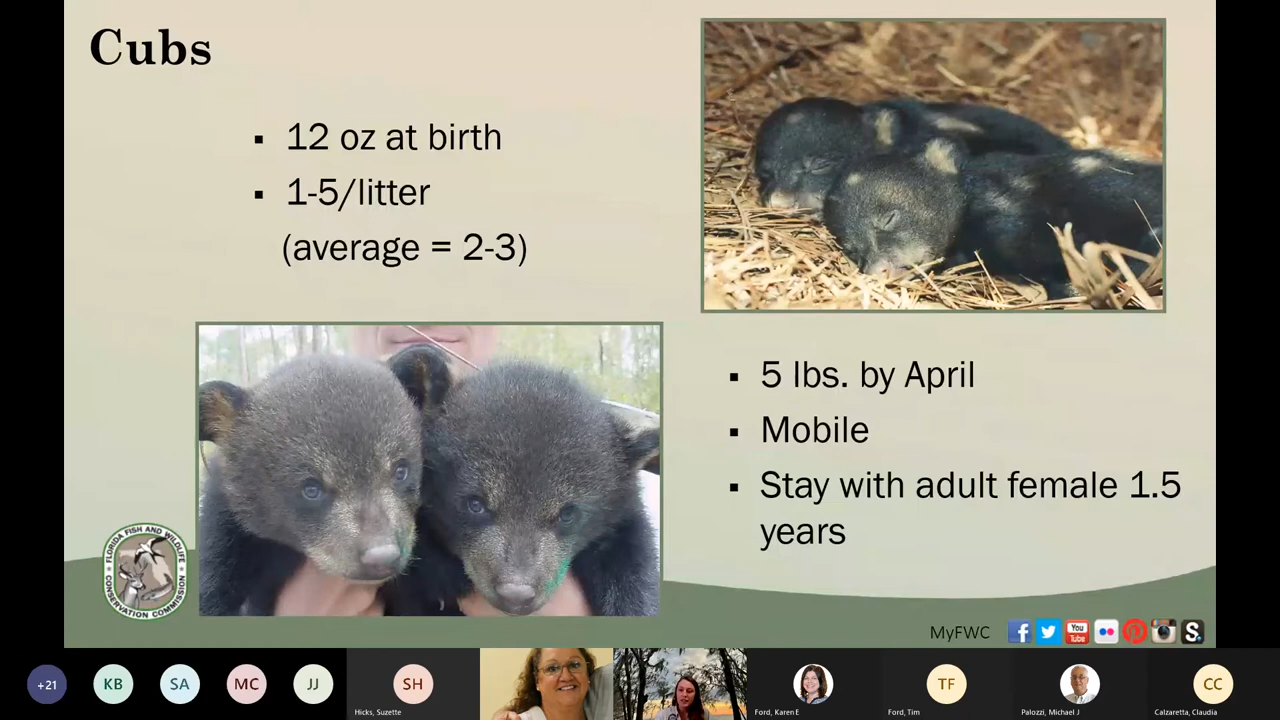 Cubs
12 oz at birth
1-5/litter
(average = 2-3)
5 lbs. by April
Mobile
Stay with adult female 1.5
years
FLORIDA FISH AND WILDLIFE
CONSERVATION COMMISSION
MyFWC
You
Tube
S
+21
KB
SA
MC
JJ
SH
TF
CC
Hicks, Suzette
Ford, Karen E
Ford, Tim
Palozzi, Michael J
Calzaretta, Claudia